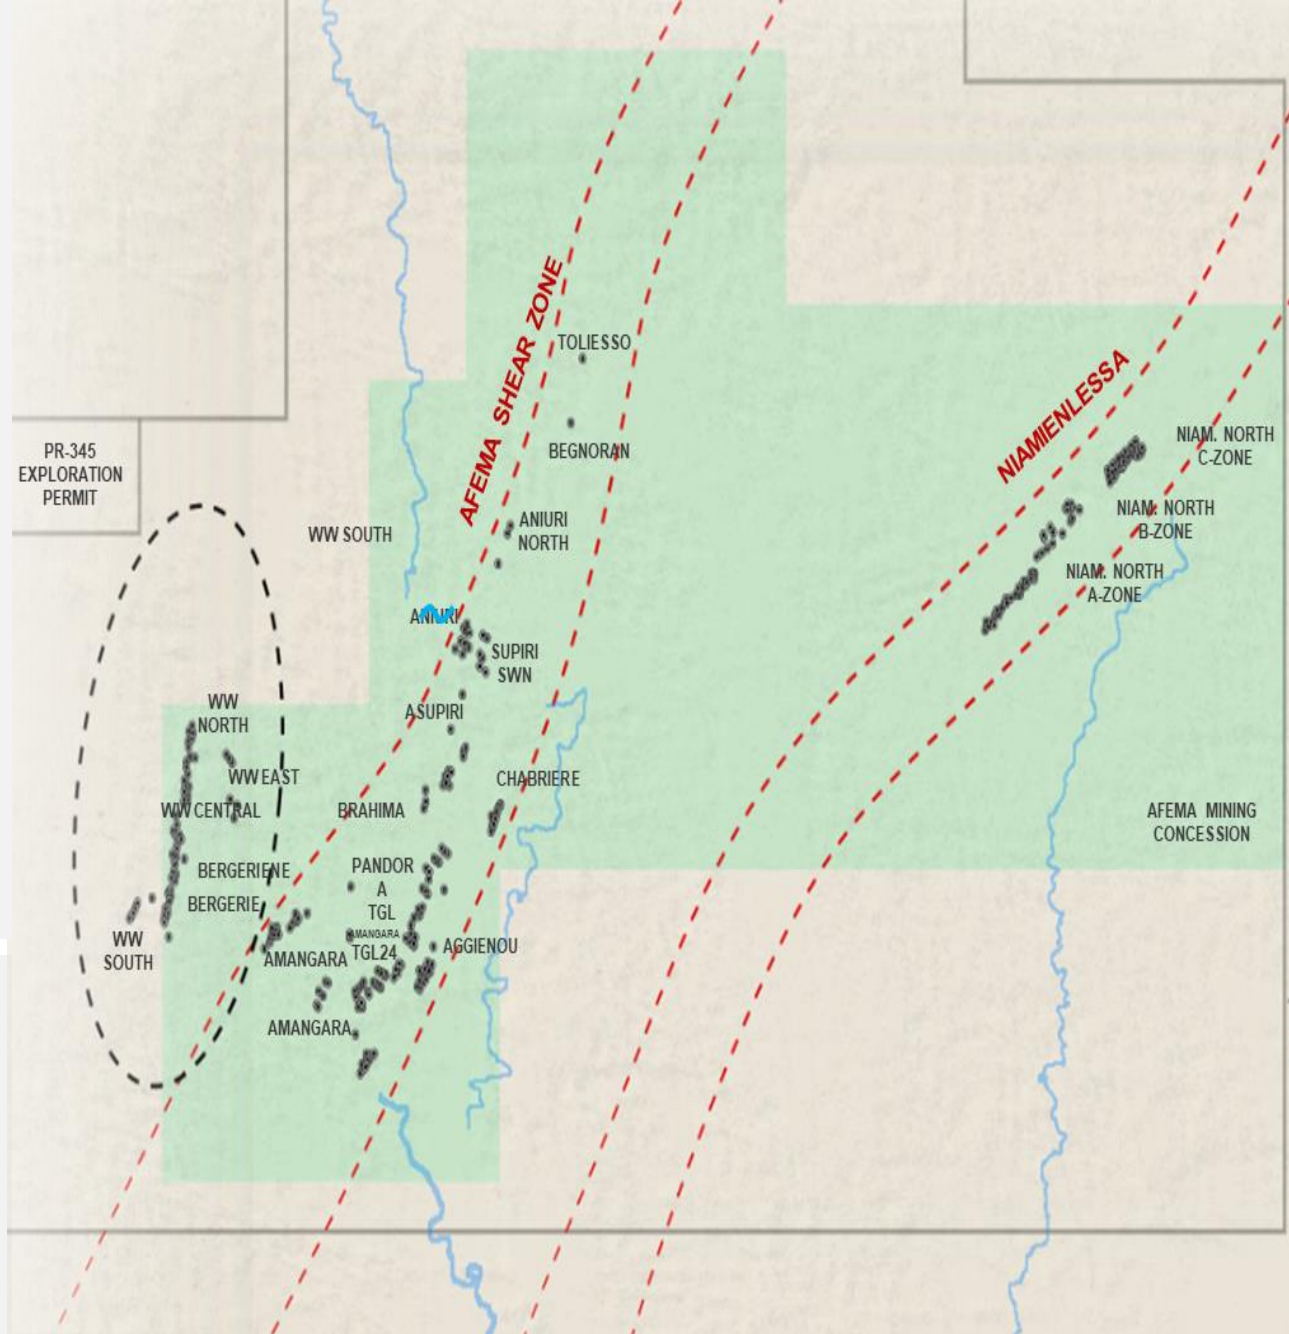 AFEMA SHEAR ZONE
TOLIESSO
NIAMIENLESSA
BEGNORAN
NIAM. NORTH
C-ZONE
PR-345
EXPLORATION
PERMIT
NIAM. NORTH
B-ZONE
WW SOUTH
ANIURI
NORTH
NIAM. NORTH
A-ZONE
ANIURI
SUPIRI
SWN
WW
NORTH
ASUPIRI
WW EAST
CHABRIERE
WW CENTRAL
BRAHIMA
AFEMA MINING
CONCESSION
BERGERIENE
PANDOR
A
TGL
BERGERIE
AMANGARA
TGL24
WW
SOUTH
AMANGARA
AGGIENOU
AMANGARA